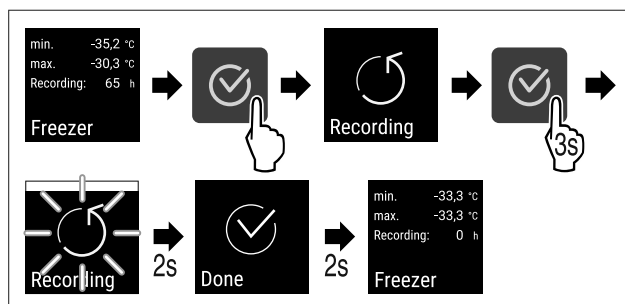 min. -35,2 °C
max. -30,3 °C
Recording: 65 h
Freezer
Recording
3s
Recording
2s
Done
2s
min. -33,3 °C
max. -33,3 °C
Recording: 0 h
Freezer